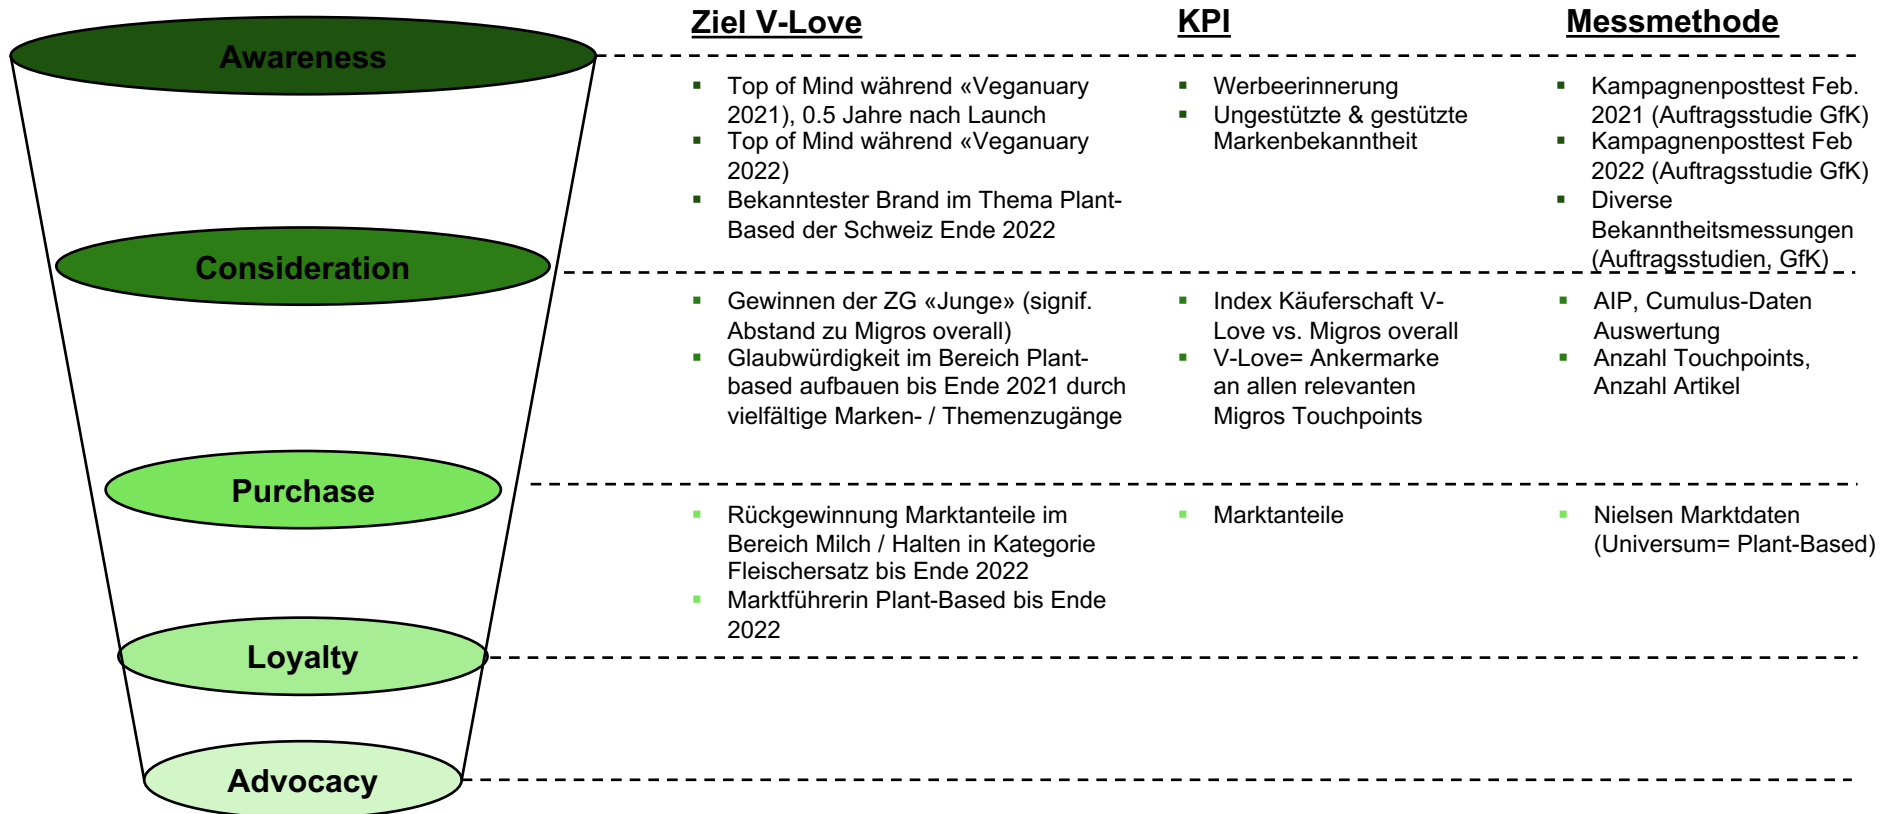 Ziel V-Love
KPI
Messmethode
Awareness
Top of Mind während «Veganuary
2021), 0.5 Jahre nach Launch
Top of Mind während «Veganuary
2022)
Bekanntester Brand im Thema Plant-
Based der Schweiz Ende 2022
Werbeerinnerung
Ungestützte & gestützte
Markenbekanntheit
Kampagnenposttest Feb.
2021 (Auftragsstudie GfK)
Kampagnenposttest Feb
2022 (Auftragsstudie GfK)
Diverse
Bekanntheitsmessungen
(Auftragsstudien, GfK)
Consideration
Gewinnen der ZG «Junge» (signif.
Abstand zu Migros overall)
Glaubwürdigkeit im Bereich Plant-
based aufbauen bis Ende 2021 durch
vielfältige Marken- / Themenzugänge
Index Käuferschaft V-
Love vs. Migros overall
V-Love= Ankermarke
an allen relevanten
Migros Touchpoints
AIP, Cumulus-Daten
Auswertung
Anzahl Touchpoints,
Anzahl Artikel
Purchase
Rückgewinnung Marktanteile im
Bereich Milch / Halten in Kategorie
Fleischersatz bis Ende 2022
Marktführerin Plant-Based bis Ende
2022
Marktanteile
Nielsen Marktdaten
(Universum= Plant-Based)
Loyalty
Advocacy